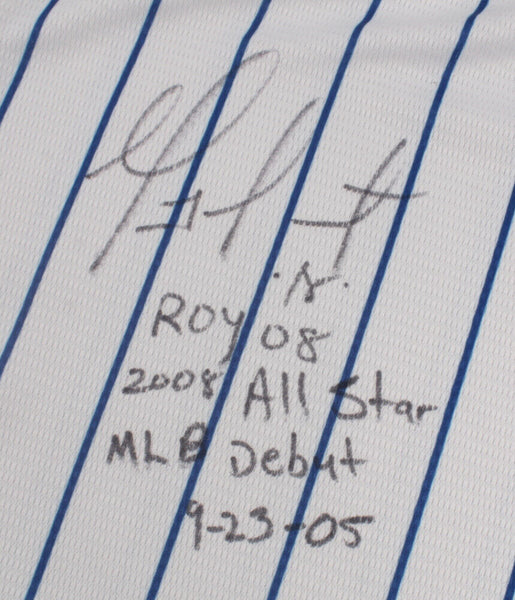 ROY 08
2008 All Star
MLB Debut
9-23-05